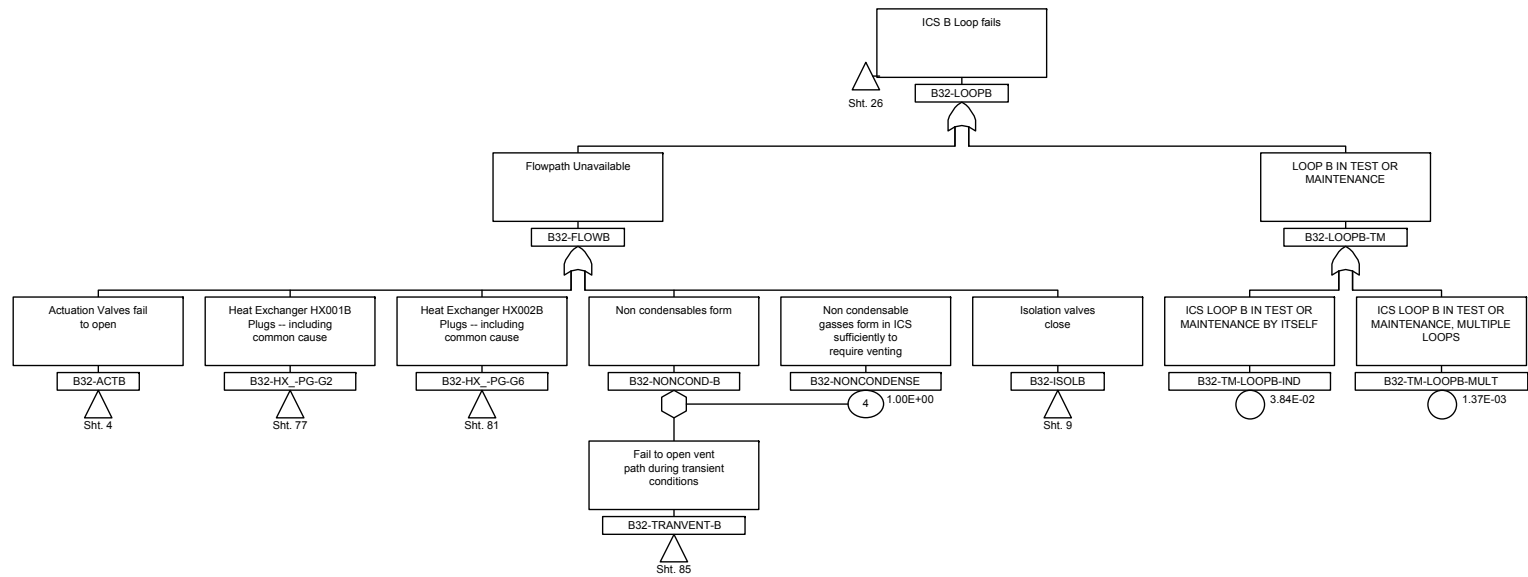 ICS B Loop fails
Sht. 26
B32-LOOPB
Flowpath Unavailable
B32-FLOWB
LOOP B IN TEST OR
MAINTENANCE
B32-LOOPB-TM
Actuation Valves fail
to open
B32-ACTB
Sht. 4
Heat Exchanger HX001B
Plugs -- including
common cause
B32-HX_-PG-G2
Sht. 77
Heat Exchanger HX002B
Plugs -- including
common cause
B32-HX_-PG-G6
Sht. 81
Non condensables form
B32-NONCOND-B
Non condensable
gasses form in ICS
sufficiently to
require venting
B32-NONCONDENSE
4
1.00E+00
Isolation valves
close
B32-ISOLB
Sht. 9
ICS LOOP B IN TEST OR
MAINTENANCE BY ITSELF
B32-TM-LOOPB-IND
3.84E-02
ICS LOOP B IN TEST OR
MAINTENANCE, MULTIPLE
LOOPS
B32-TM-LOOPB-MULT
1.37E-03
Fail to open vent
path during transient
conditions
B32-TRANVENT-B
Sht. 85